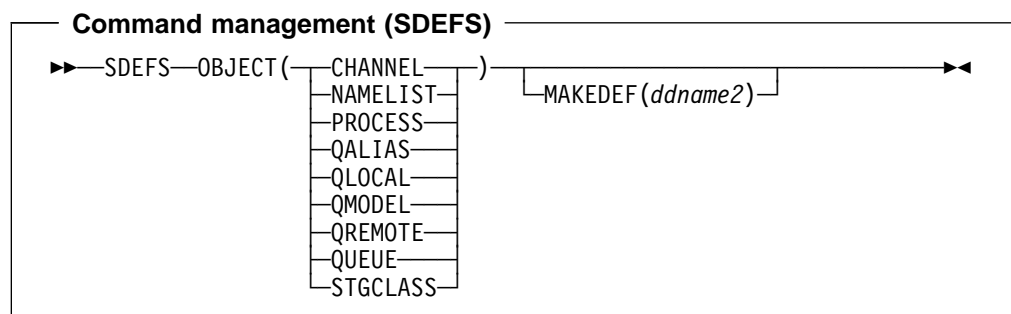 Command management (SDEFS)
SDEFS OBJECT( CHANNEL )
NAMELIST MAKEDEF(ddname2)
PROCESS
QALIAS
QLOCAL
QMODEL
QREMOTE
QUEUE
STGCLASS